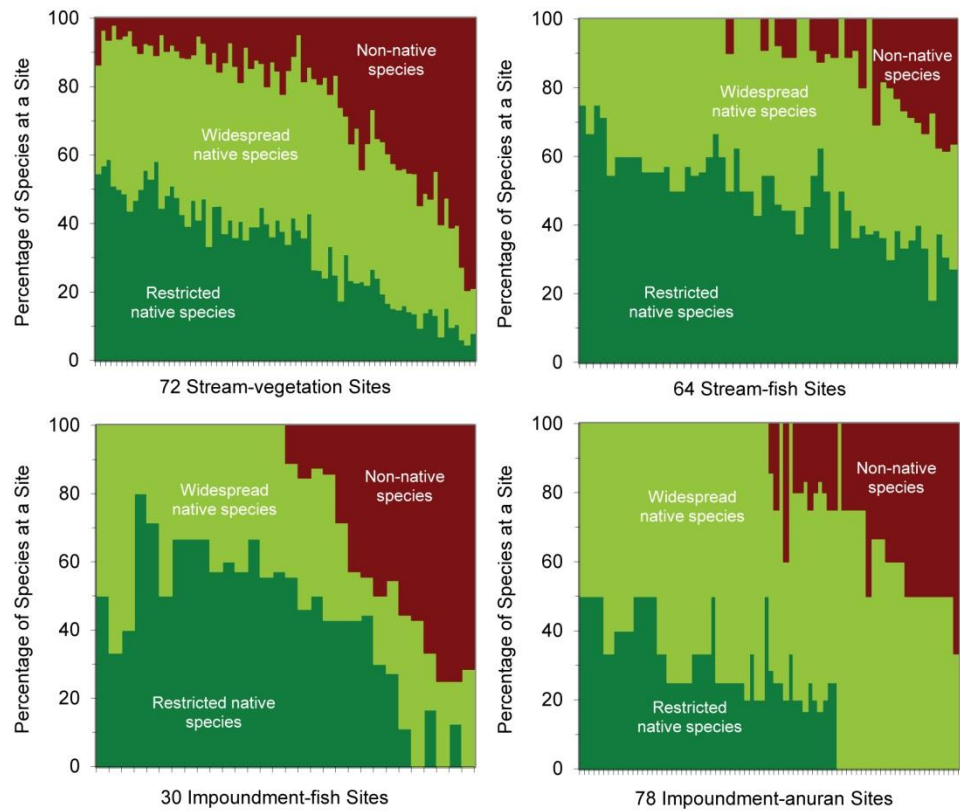 Percentage of Species at a Site
100
80
60
40
20
0
Non-native
species
Widespread
native species
Restricted
native species
72 Stream-vegetation Sites
Percentage of Species at a Site
100
80
60
40
20
0
Non-native
species
Widespread
native species
Restricted
native species
64 Stream-fish Sites
Percentage of Species at a Site
100
80
60
40
20
0
Non-native
species
Widespread
native species
Restricted native
species
30 Impoundment-fish Sites
Percentage of Species at a Site
100
80
60
40
20
0
Non-native
species
Widespread
native species
Restricted
native species
78 Impoundment-anuran Sites